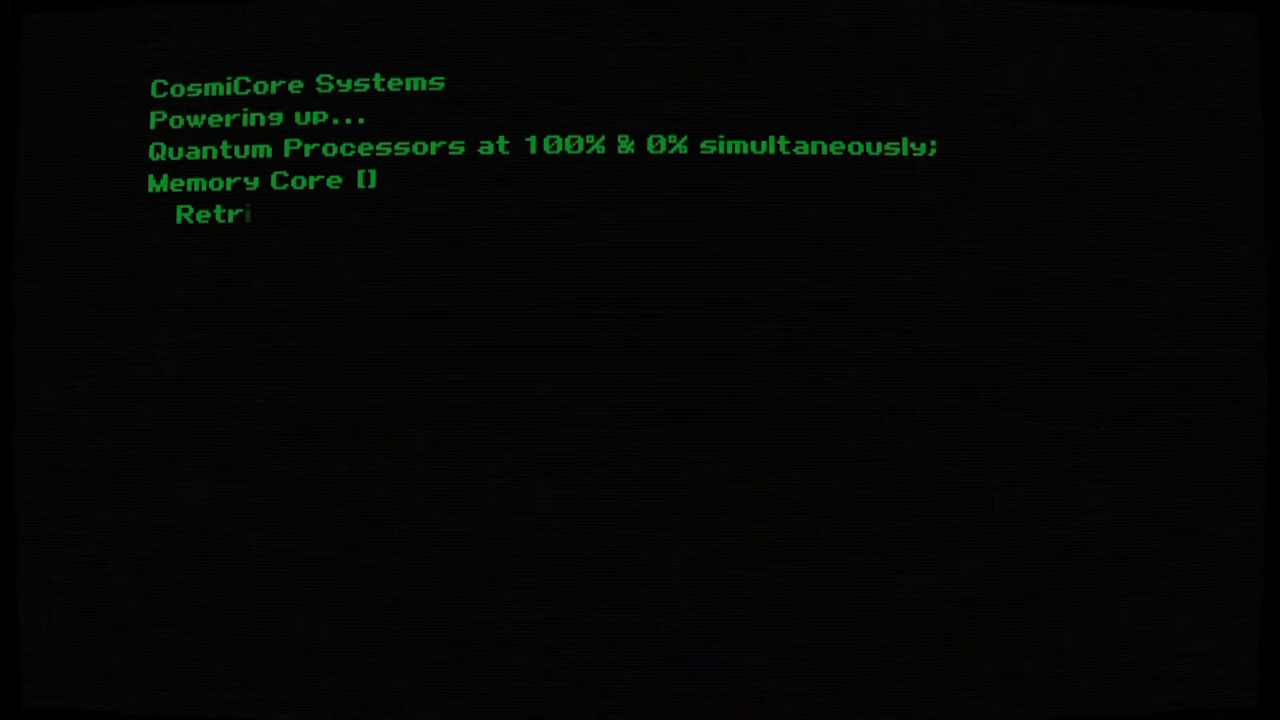 CosmiCore Systems
Powering up...
Quantum Processors at 100% & 0% simultaneously;
Memory Core []
Retri